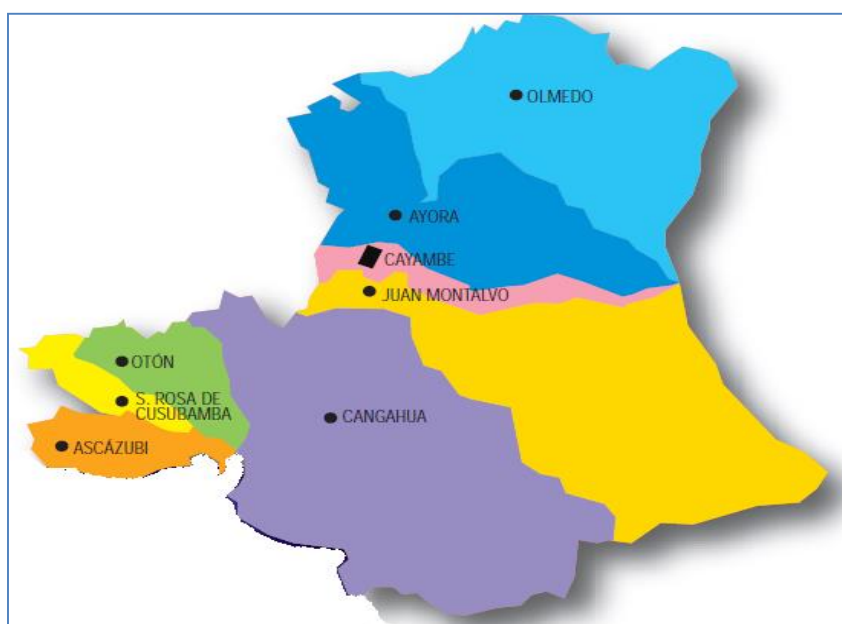 OLMEDO
AYORA
CAYAMBE
JUAN MONTALVO
OTÓN
S. ROSA DE
CUSUBAMBA
CANGAHUA
ASCÁZUBI